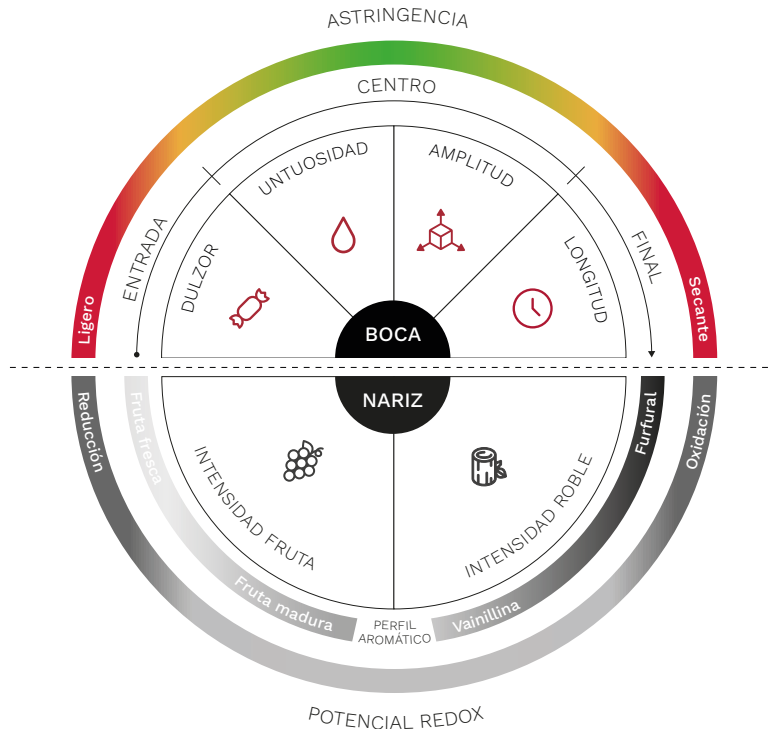 ASTRINGENCIA
CENTRO
UNTUOSIDAD
AMPLITUD
ENTRADA
DULZOR
LONGITUD
FINAL
Ligero
Secante
BOCA
NARIZ
Reducción
Fruta fresca
Furfural
Oxidación
INTENSIDAD FRUTA
INTENSIDAD ROBLE
Fruta madura
PERFIL
AROMÁTICO
Vainillina
POTENCIAL REDOX